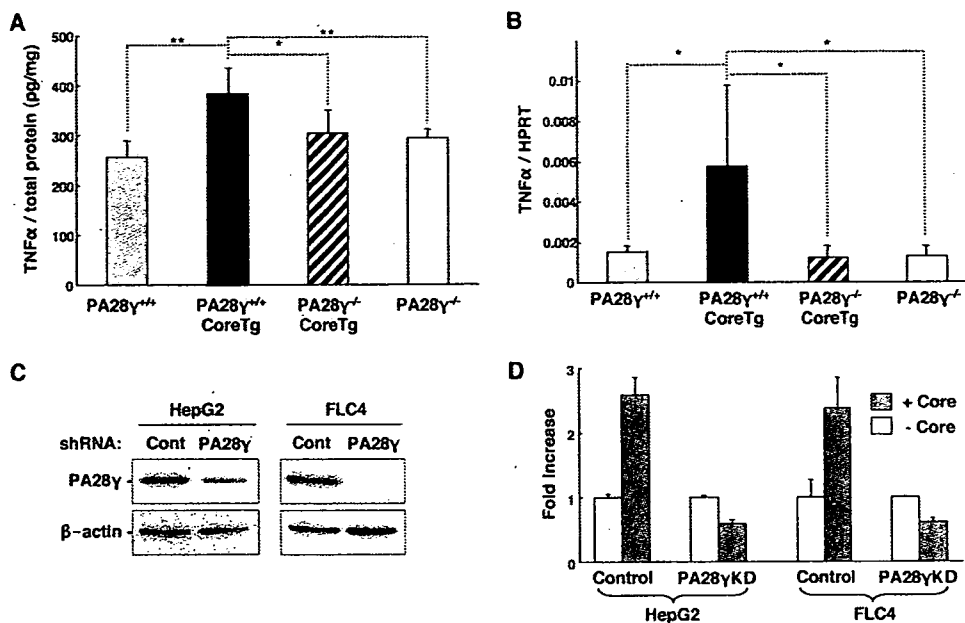 A
TNFα / total protein (pg/mg)
500
400
300
200
100
0
**
*
**
PA28γ+/+
PA28γ+/+
CoreTg
PA28γ-/-
CoreTg
PA28γ-/-
B
TNFα / HPRT
0.01
0.008
0.006
0.004
0.002
0
*
*
*
PA28γ+/+
PA28γ+/+
CoreTg
PA28γ-/-
CoreTg
PA28γ-/-
C
HepG2
FLC4
shRNA: Cont PA28γ Cont PA28γ
PA28γ -
β-actin -
D
Fold Increase
3
2
1
0
+ Core
- Core
Control PA28γKD Control PA28γKD
HepG2 FLC4